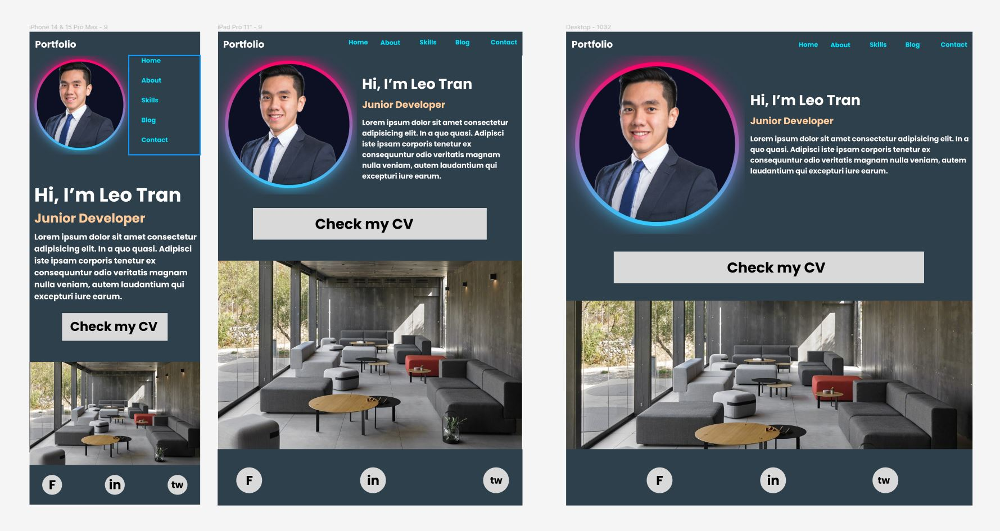 iPhone 14 & 15 Pro Max - 9
Portfolio
Home
About
Skills
Blog
Contact
Hi, I’m Leo Tran
Junior Developer
Lorem ipsum dolor sit amet consectetur
adipisicing elit. In a quo quasi. Adipisci
iste ipsam corporis tenetur ex
consequuntur odio veritatis magnam
nulla veniam, autem laudantium qui
excepturi iure earum.
Check my CV
F in tw
iPad Pro 11" - 9
Portfolio Home About Skills Blog Contact
Hi, I’m Leo Tran
Junior Developer
Lorem ipsum dolor sit amet consectetur
adipisicing elit. In a quo quasi. Adipisci
iste ipsam corporis tenetur ex
consequuntur odio veritatis magnam
nulla veniam, autem laudantium qui
excepturi iure earum.
Check my CV
F in tw
Desktop - 1032
Portfolio Home About Skills Blog Contact
Hi, I’m Leo Tran
Junior Developer
Lorem ipsum dolor sit amet consectetur adipisicing elit. In a
quo quasi. Adipisci iste ipsam corporis tenetur ex
consequuntur odio veritatis magnam nulla veniam, autem
laudantium qui excepturi iure earum.
Check my CV
F in tw